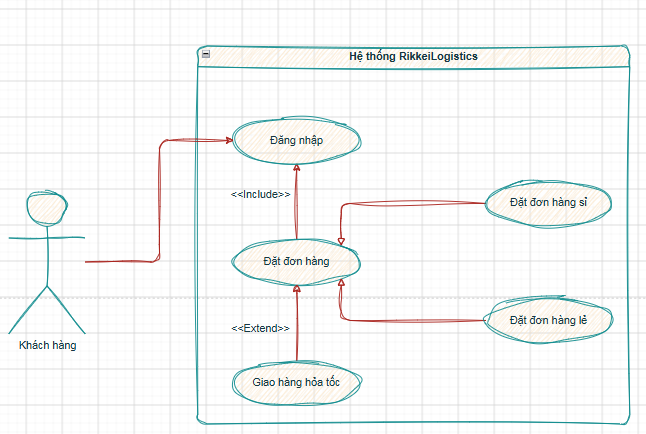 Hệ thống RikkeiLogistics
Đăng nhập
<<Include>>
Đặt đơn hàng sỉ
Đặt đơn hàng
Đặt đơn hàng lẻ
<<Extend>>
Khách hàng
Giao hàng hỏa tốc